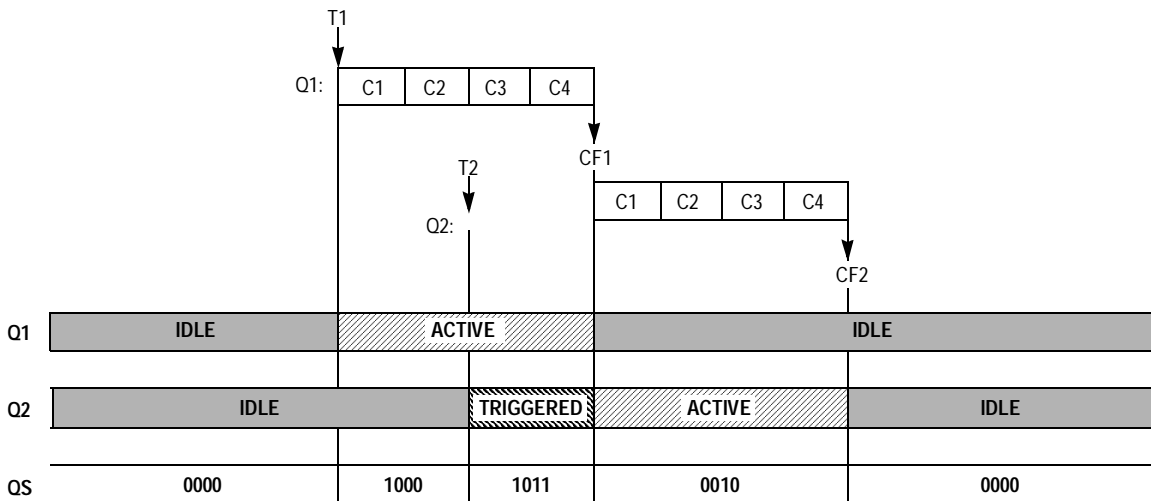 T1
Q1: C1 C2 C3 C4
CF1
T2
C1 C2 C3 C4
Q2:
CF2
Q1 IDLE ACTIVE IDLE
Q2 IDLE TRIGGERED ACTIVE IDLE
QS 0000 1000 1011 0010 0000